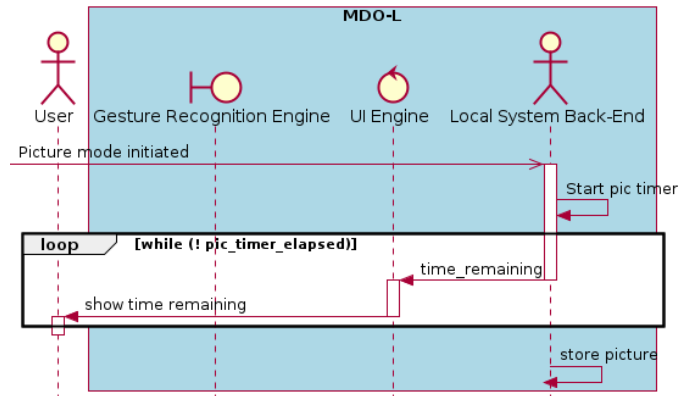 MDO-L
User
Gesture Recognition Engine
UI Engine
Local System Back-End
Picture mode initiated
Start pic timer
loop
[while (! pic_timer_elapsed)]
time_remaining
show time remaining
store picture